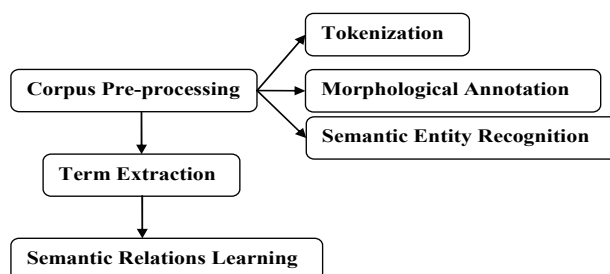 Tokenization
Corpus Pre-processing
Morphological Annotation
Semantic Entity Recognition
Term Extraction
Semantic Relations Learning